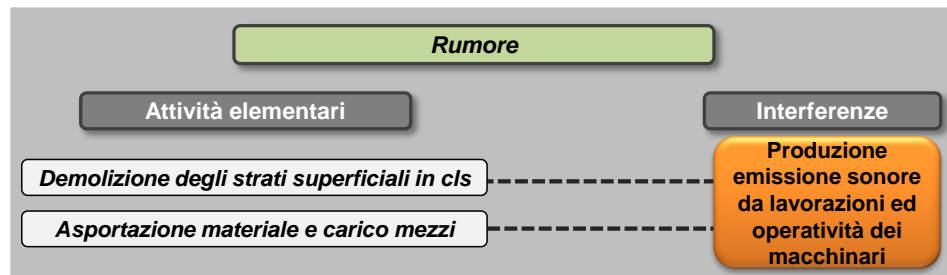 Rumore
Attività elementari
Interferenze
Demolizione degli strati superficiali in cls
Asportazione materiale e carico mezzi
Produzione
emissione sonore
da lavorazioni ed
operatività dei
macchinari